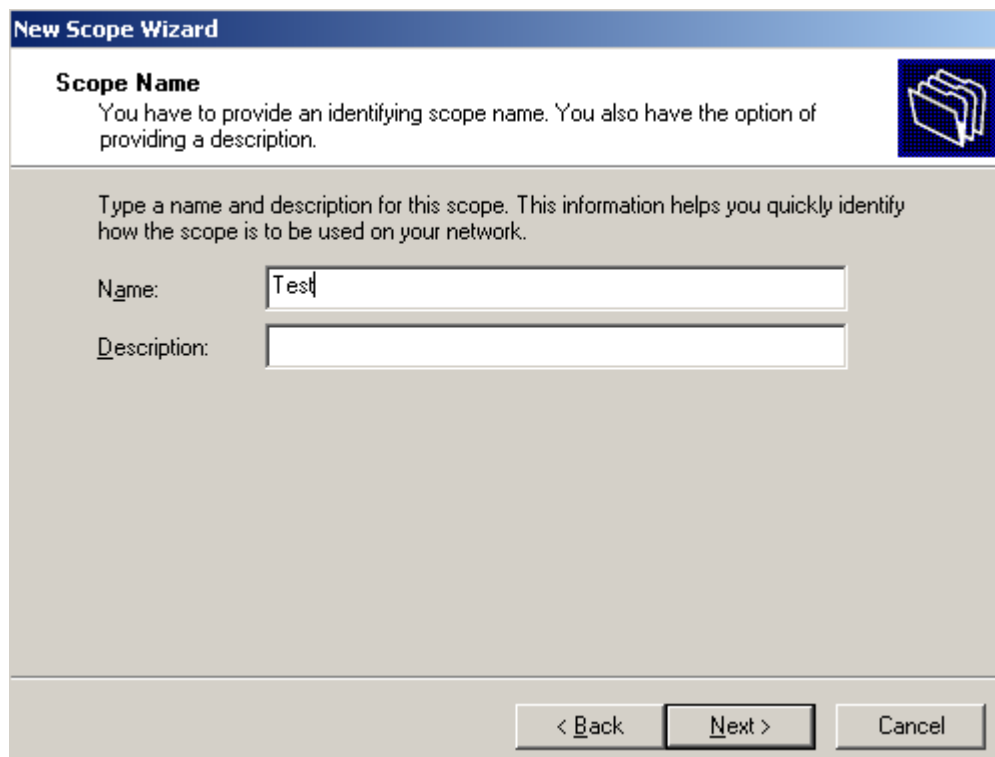 New Scope Wizard
Scope Name
You have to provide an identifying scope name. You also have the option of
providing a description.
Type a name and description for this scope. This information helps you quickly identify
how the scope is to be used on your network.
Name: Test
Description:
< Back Next > Cancel